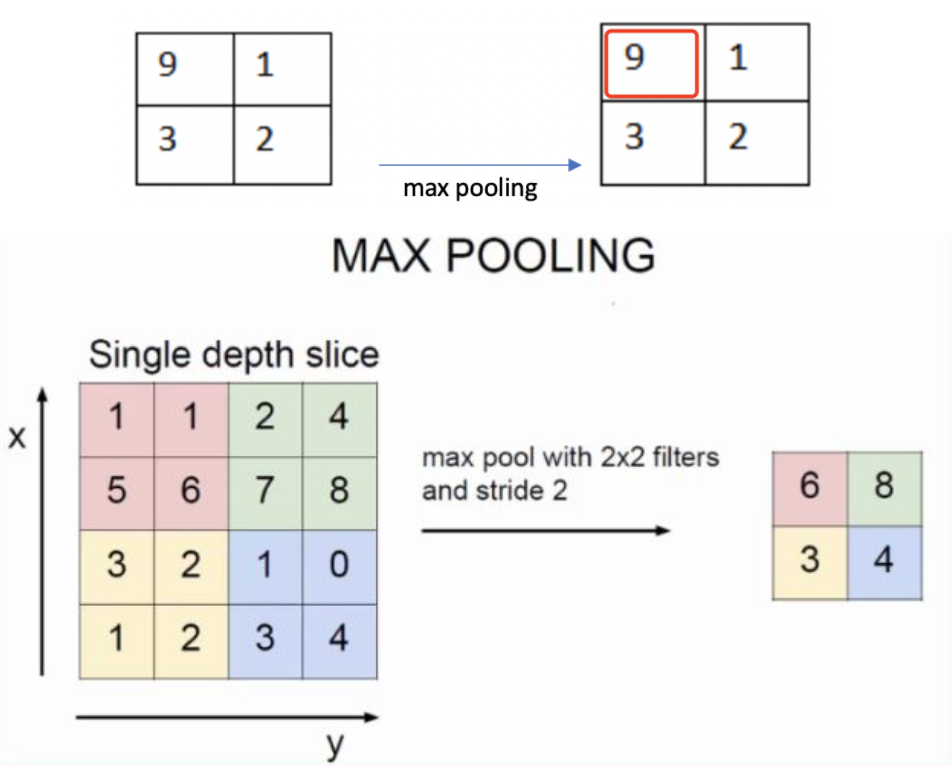 9 1
3 2
max pooling
9 1
3 2
MAX POOLING
Single depth slice
x
1 1 2 4
5 6 7 8
3 2 1 0
1 2 3 4
y
max pool with 2x2 filters
and stride 2
6 8
3 4